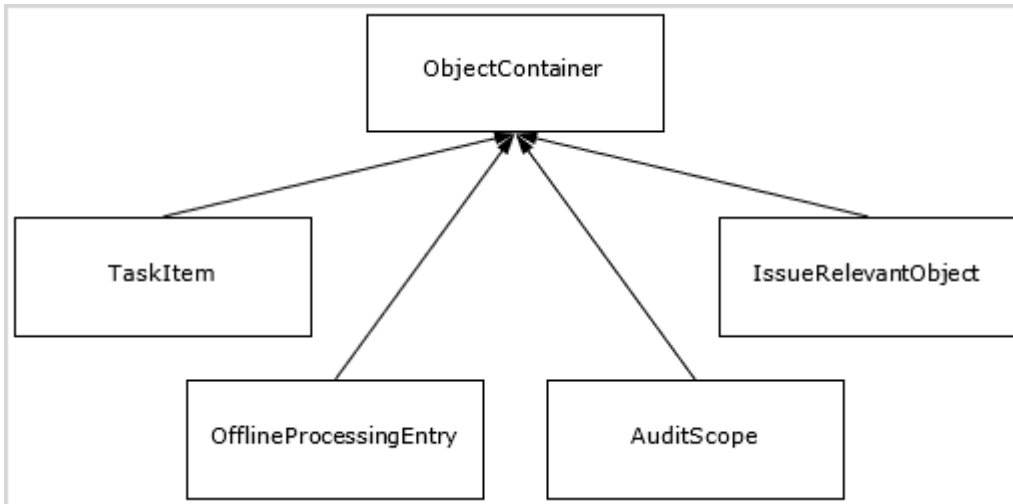 ObjectContainer
TaskItem
IssueRelevantObject
OfflineProcessingEntry
AuditScope